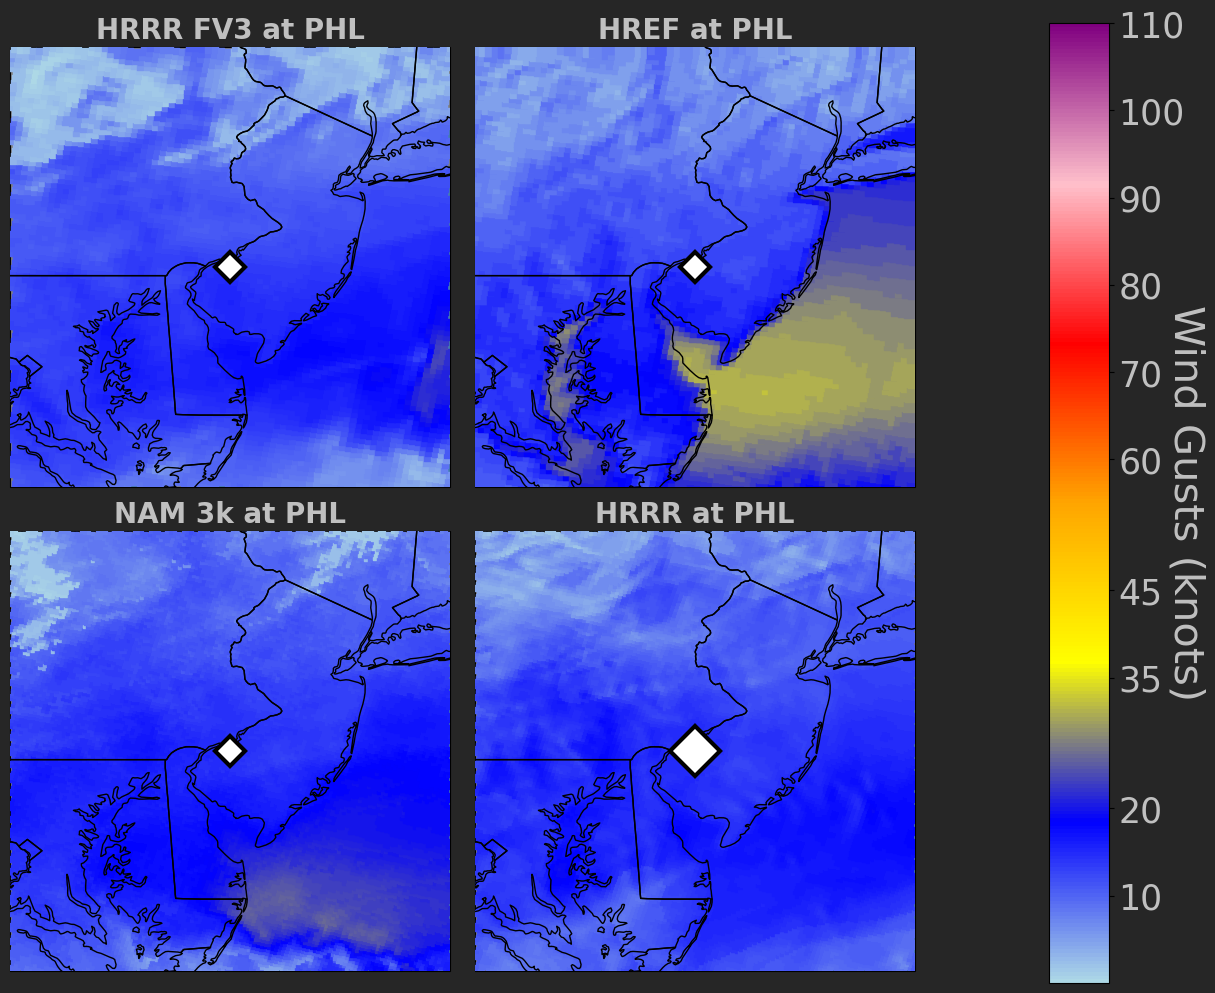 HRRR FV3 at PHL
HREF at PHL
NAM 3k at PHL
HRRR at PHL
110
100
90
80
70
60
45
35
20
10
Wind Gusts (knots)